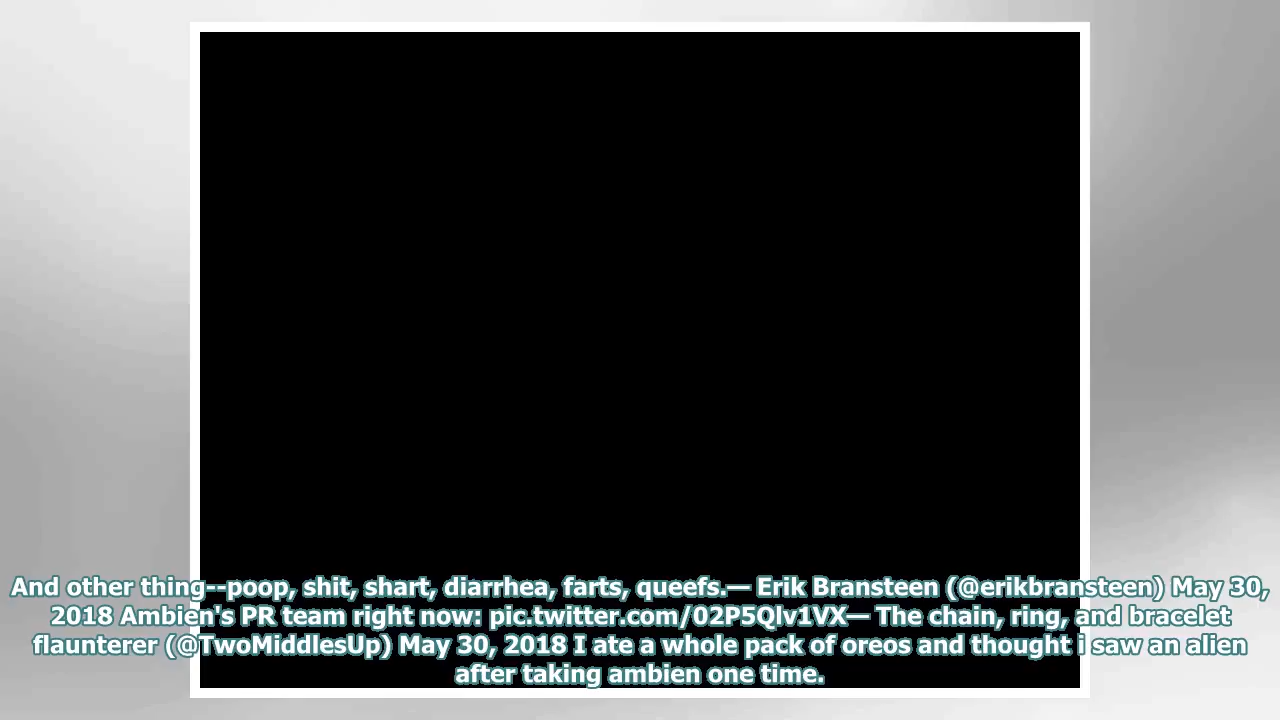 And other thing--poop, shit, shart, diarrhea, farts, queefs.— Erik Bransteen (@erikbransteen) May 30,
2018 Ambien's PR team right now: pic.twitter.com/02P5Qlv1VX— The chain, ring, and bracelet
flaunterer (@TwoMiddlesUp) May 30, 2018 I ate a whole pack of oreos and thought i saw an alien
after taking ambien one time.